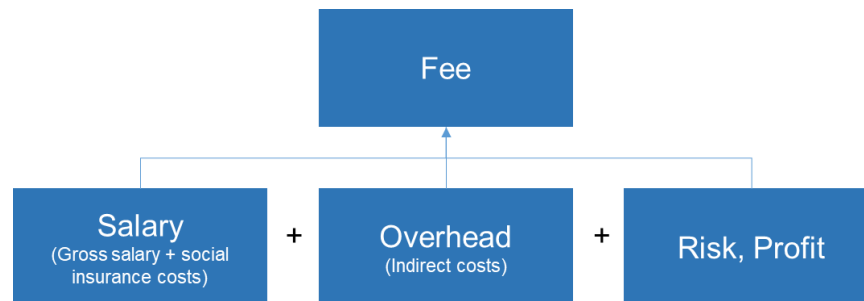 Fee
Salary
(Gross salary + social
insurance costs)
+
Overhead
(Indirect costs)
+
Risk, Profit